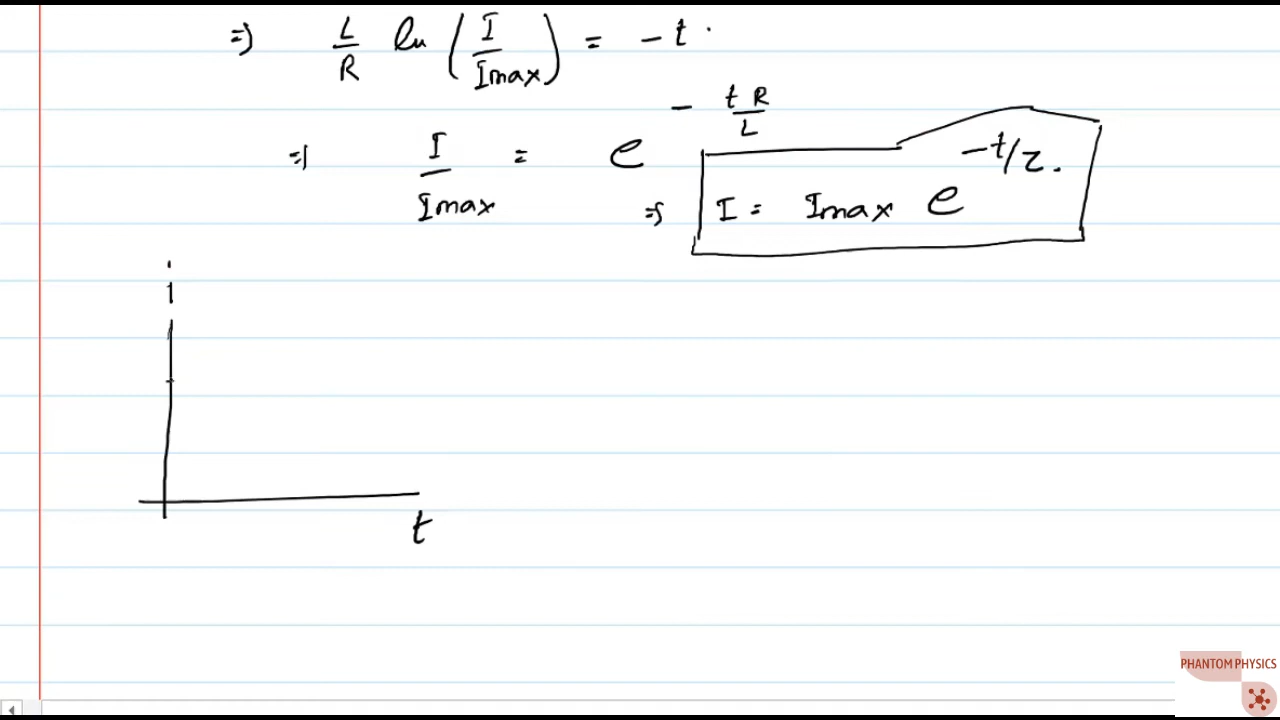 ⇒ L/R ln (I/Imax) = -t.
⇒ I/Imax = e^(-tR/L)
⇒ I = Imax e^(-t/τ).
i
t
PHANTOM PHYSICS